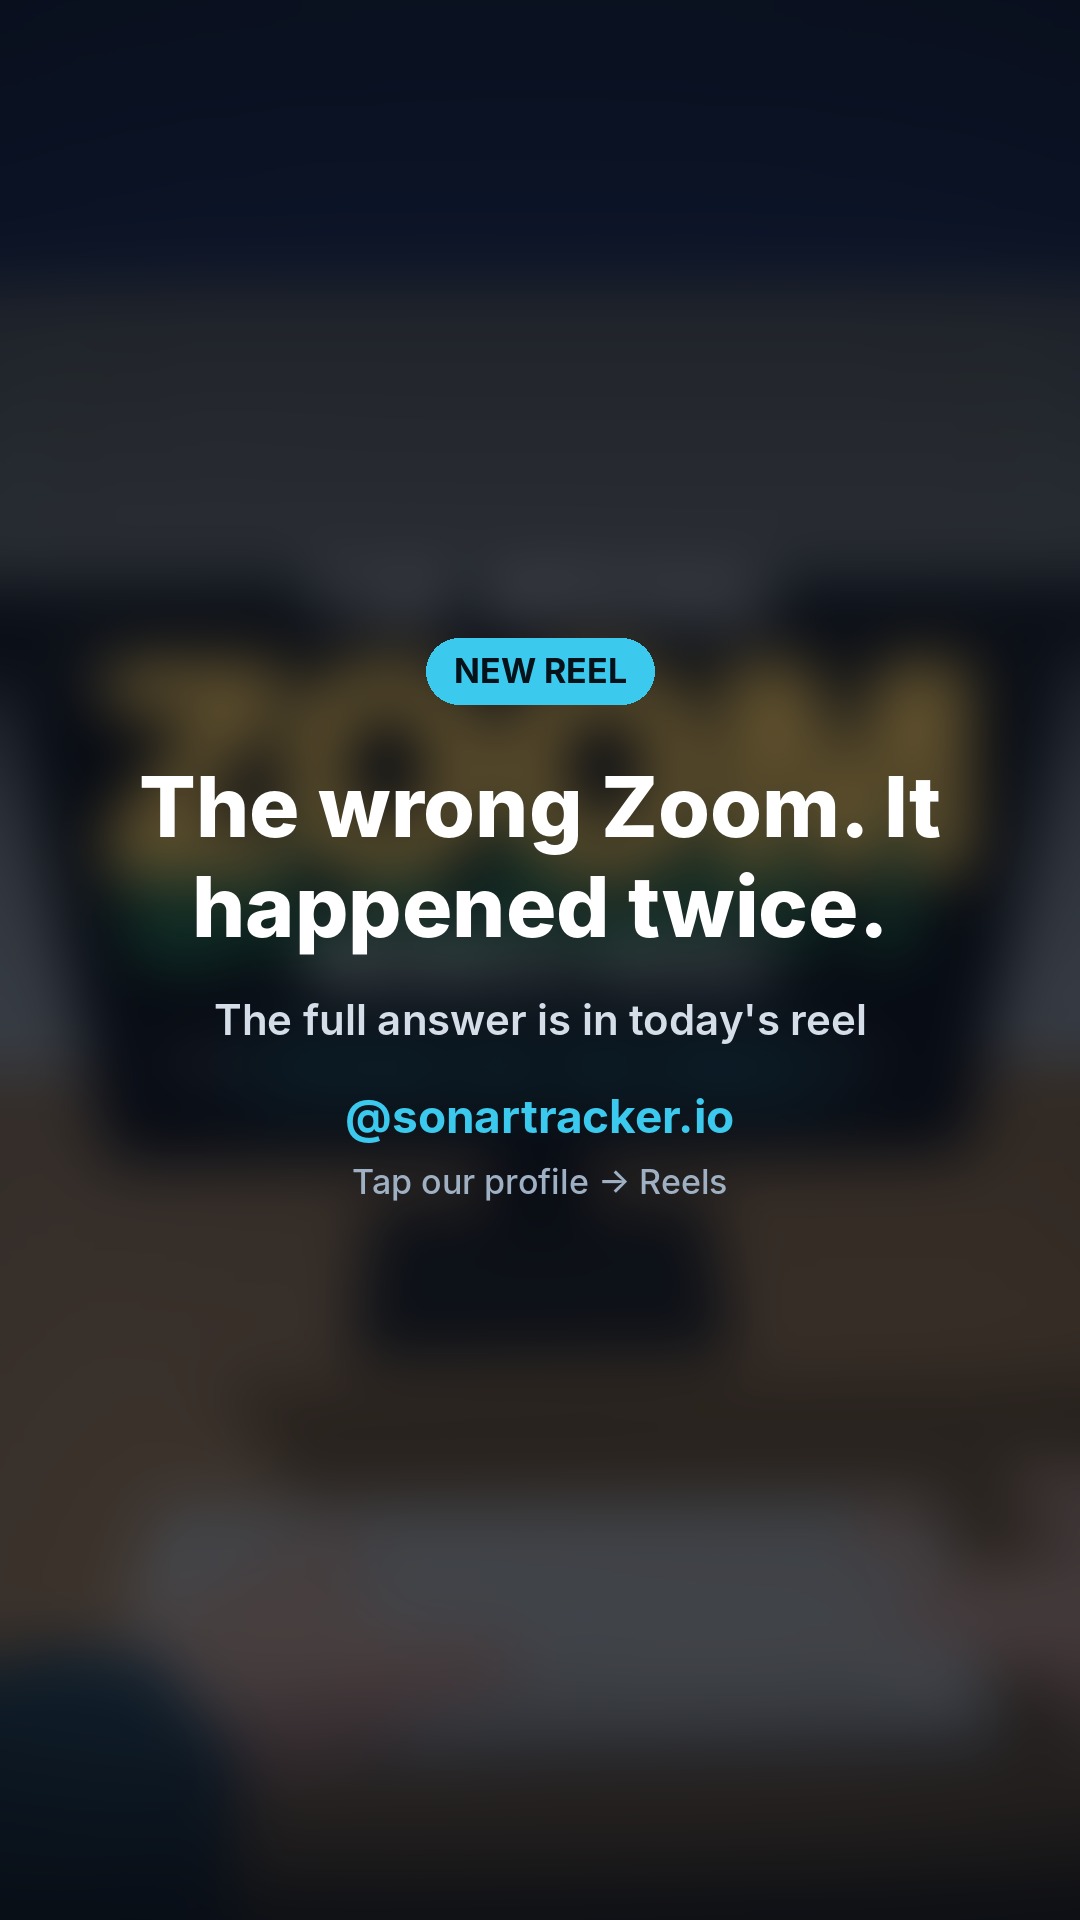 ZOOM
NEW REEL
The wrong Zoom. It
happened twice.
The full answer is in today's reel
@sonartracker.io
Tap our profile → Reels